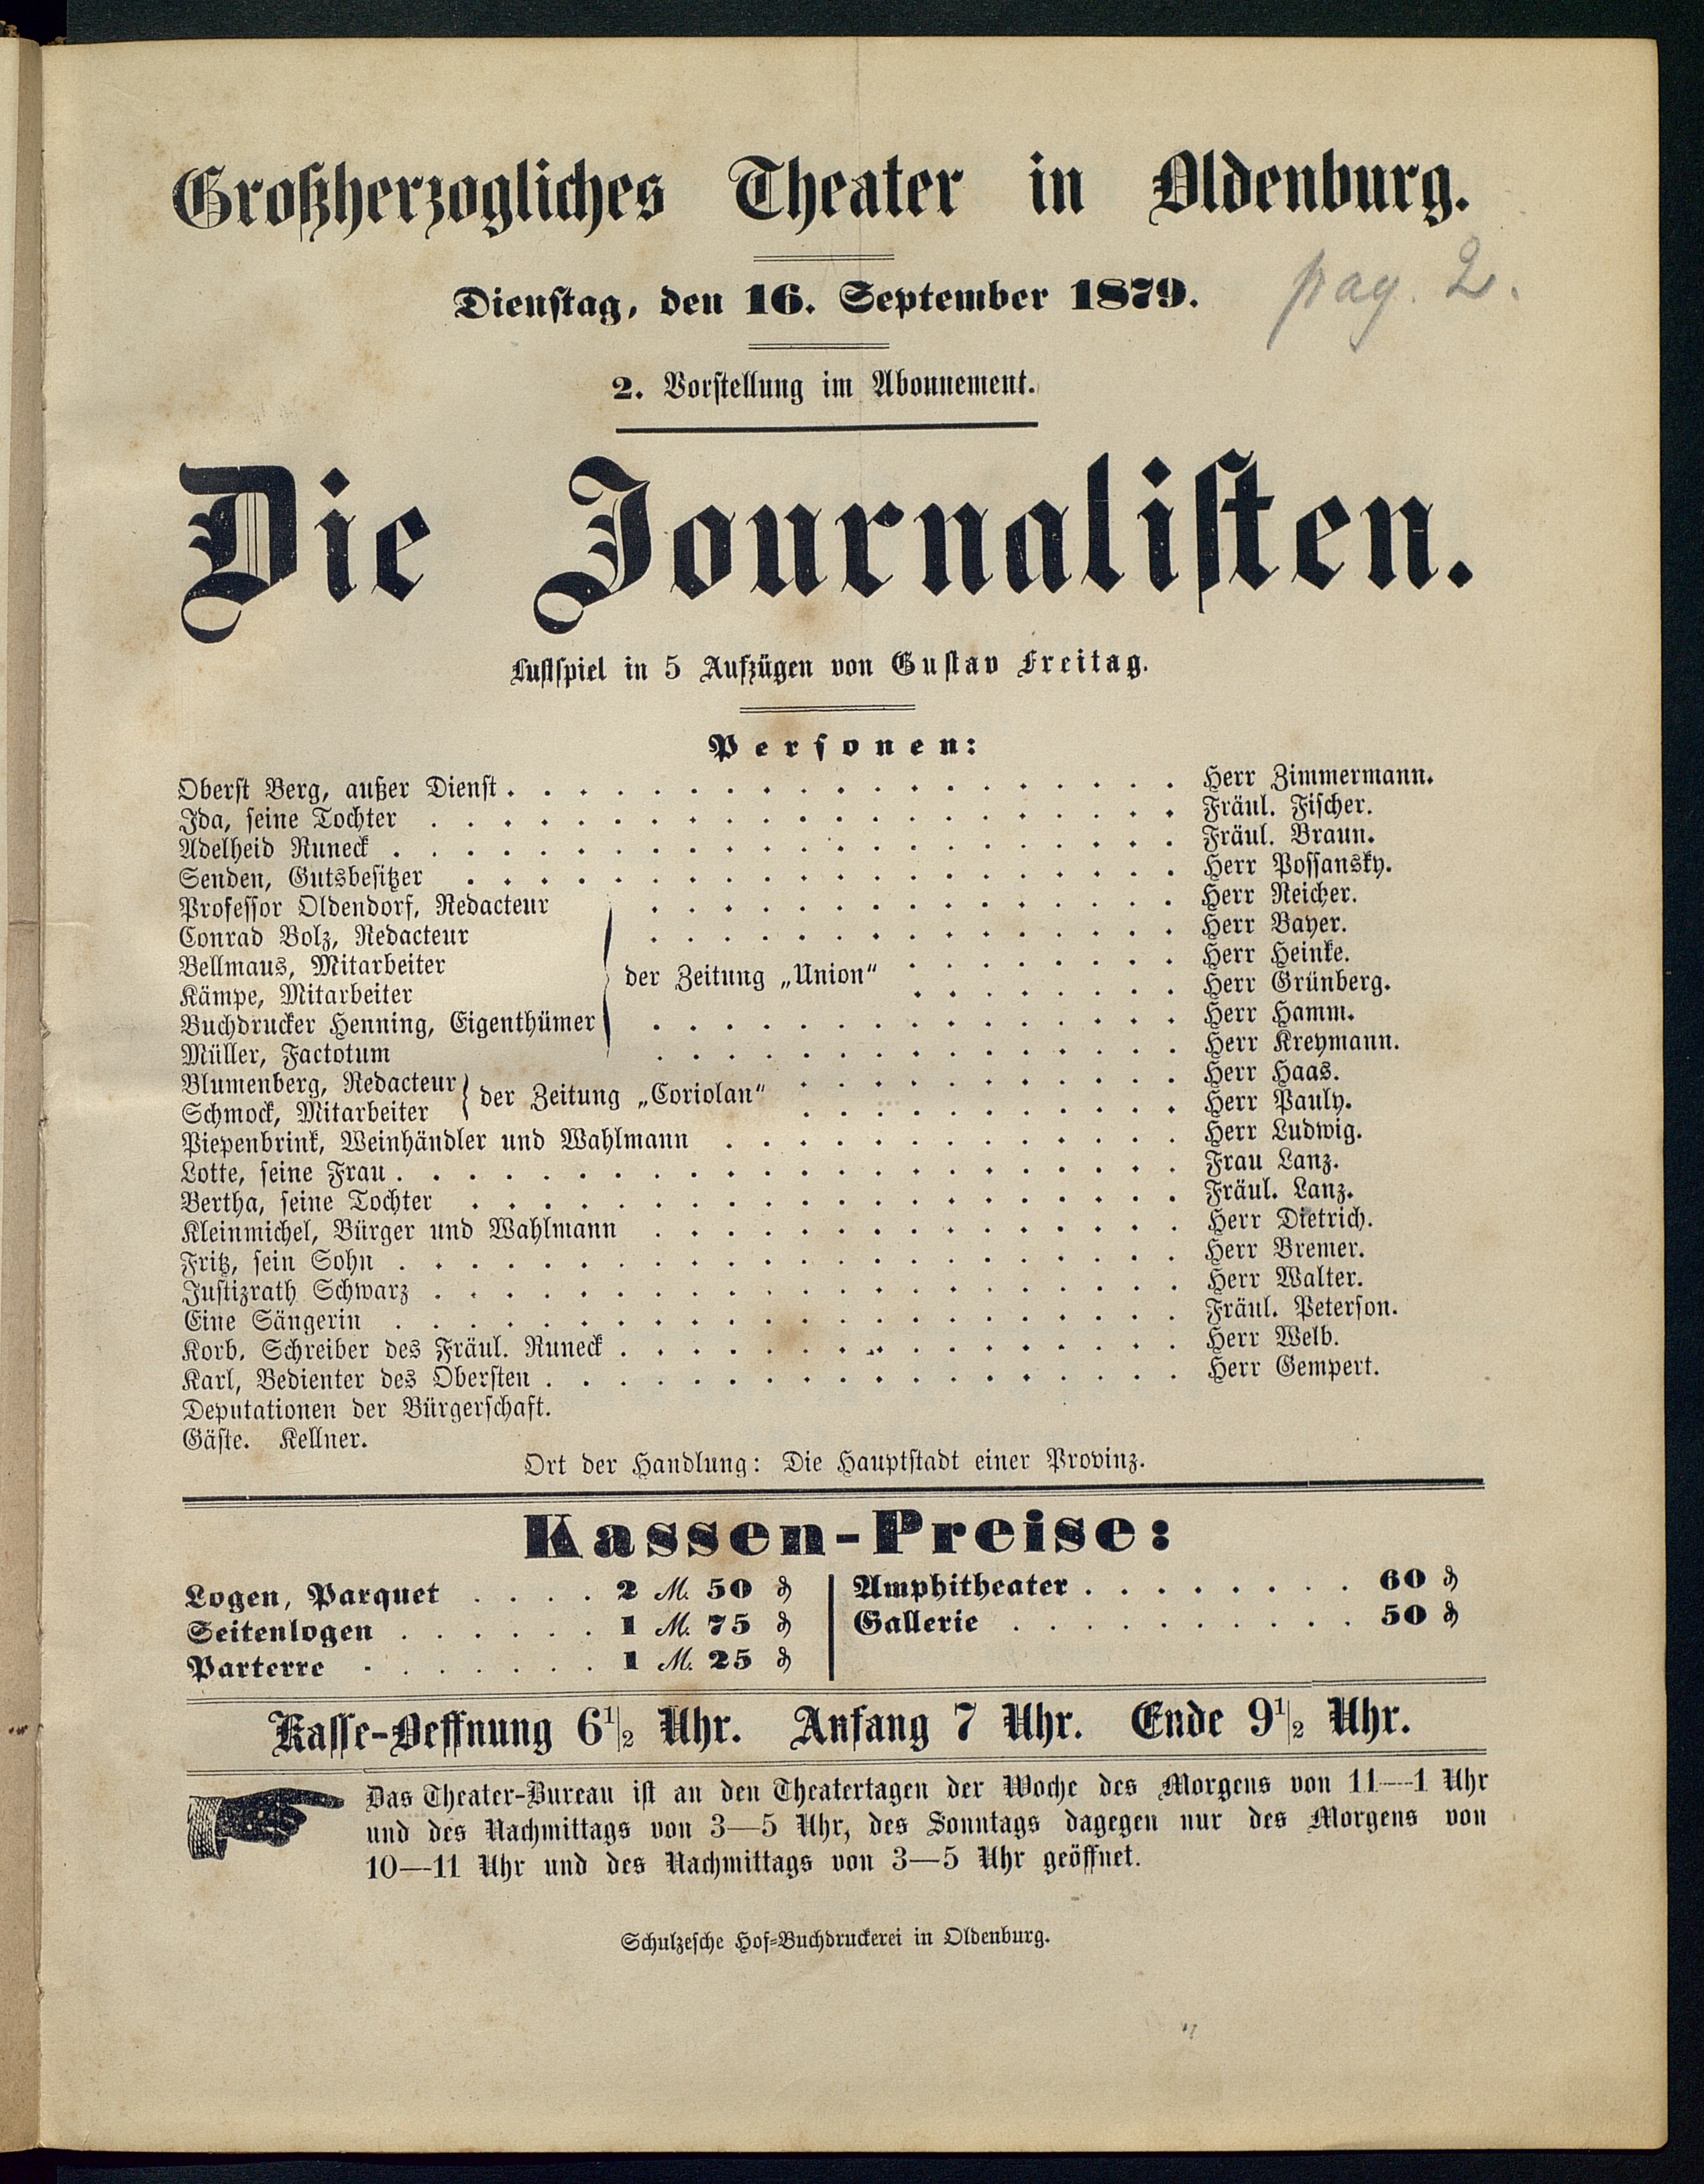 Großherzogliches Theater in Oldenburg.
Dienstag, den 16. September 1879.
pag. 2.
2. Vorstellung im Abonnement.
Die Journalisten.
Lustspiel in 5 Aufzügen von Gustav Freitag.
Personen:
Oberst Berg, außer Dienst . . . . . Herr Zimmermann.
Ida, seine Tochter . . . . . Fräul. Fischer.
Adelheid Runeck . . . . . Fräul. Braun.
Senden, Gutsbesitzer . . . . . Herr Possansky.
Professor Oldendorf, Redacteur . . . . . Herr Reicher.
Conrad Bolz, Redacteur . . . . . Herr Bayer.
Bellmaus, Mitarbeiter . . . . . Herr Heinke.
der Zeitung „Union“
Kämpe, Mitarbeiter . . . . . Herr Grünberg.
Buchdrucker Henning, Eigenthümer . . . . . Herr Hamm.
Müller, Factotum . . . . . Herr Kreymann.
Blumenberg, Redacteur . . . . . Herr Haas.
der Zeitung „Coriolan“
Schmock, Mitarbeiter . . . . . Herr Pauly.
Piepenbrink, Weinhändler und Wahlmann . . . . . Herr Ludwig.
Lotte, seine Frau . . . . . Frau Lanz.
Bertha, seine Tochter . . . . . Fräul. Lanz.
Kleinmichel, Bürger und Wahlmann . . . . . Herr Dietrich.
Fritz, sein Sohn . . . . . Herr Bremer.
Justizrath Schwarz . . . . . Herr Walter.
Eine Sängerin . . . . . Fräul. Peterson.
Korb, Schreiber des Fräul. Runeck . . . . . Herr Welb.
Karl, Bedienter des Obersten . . . . . Herr Gempert.
Deputationen der Bürgerschaft.
Gäste. Kellner.
Ort der Handlung: Die Hauptstadt einer Provinz.
Kassen-Preise:
Logen, Parquet . . . . 2 M. 50 ₰
Seitenlogen . . . . . . 1 M. 75 ₰
Parterre . . . . . . . 1 M. 25 ₰
Amphitheater . . . . . . . . 60 ₰
Gallerie . . . . . . . . . . 50 ₰
Kasse-Oeffnung 6 1/2 Uhr. Anfang 7 Uhr. Ende 9 1/2 Uhr.
Das Theater-Bureau ist an den Theatertagen der Woche des Morgens von 11—1 Uhr
und des Nachmittags von 3—5 Uhr, des Sonntags dagegen nur des Morgens von
10—11 Uhr und des Nachmittags von 3—5 Uhr geöffnet.
Schulzesche Hof-Buchdruckerei in Oldenburg.